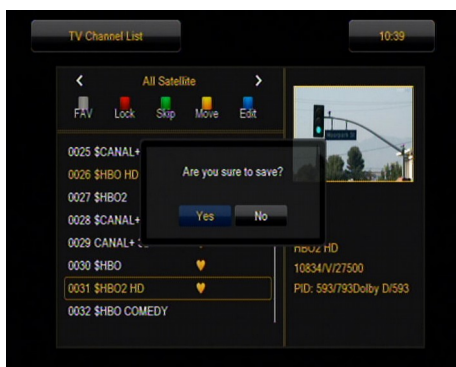 TV Channel List
10:39
All Satellite
FAV Lock Skip Move Edit
0025 $CANAL+
0026 $HBO HD
0027 $HBO2
0028 $CANAL+
0029 CANAL+
0030 $HBO
0031 $HBO2 HD
0032 $HBO COMEDY
Are you sure to save?
Yes No
HBO2 HD
10834/V/27500
PID: 593/793Dolby D/593